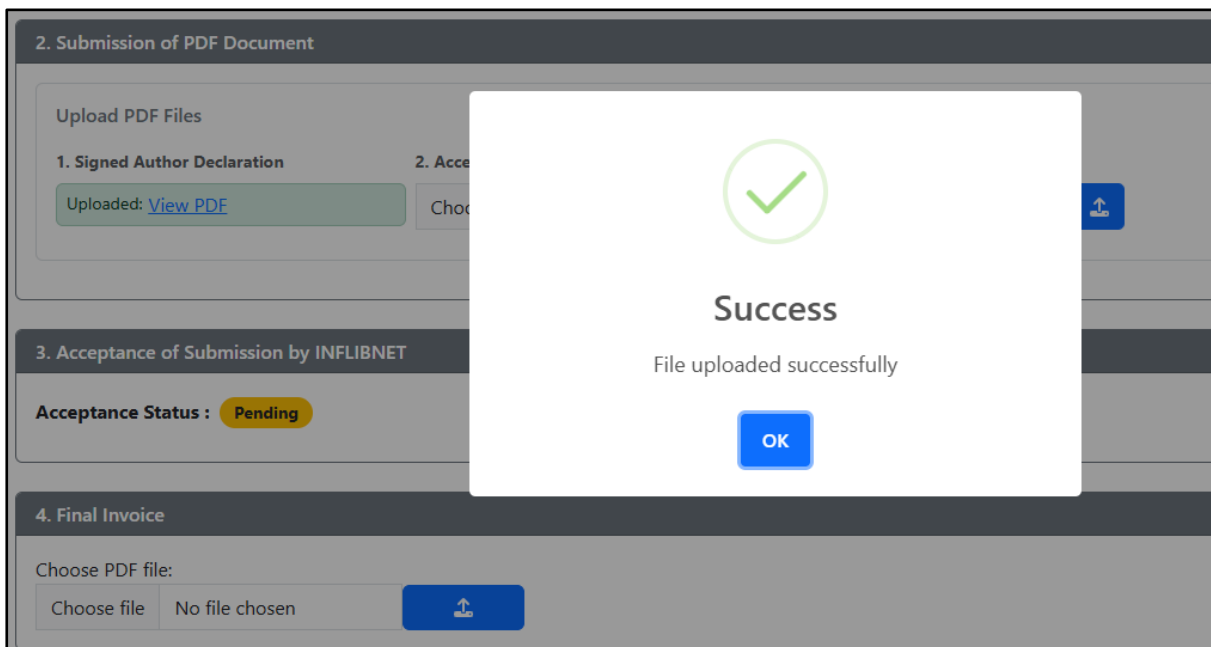 2. Submission of PDF Document
Upload PDF Files
1. Signed Author Declaration 2. Acce
Uploaded: View PDF Choo
Success
File uploaded successfully
OK
3. Acceptance of Submission by INFLIBNET
Acceptance Status : Pending
4. Final Invoice
Choose PDF file:
Choose file No file chosen